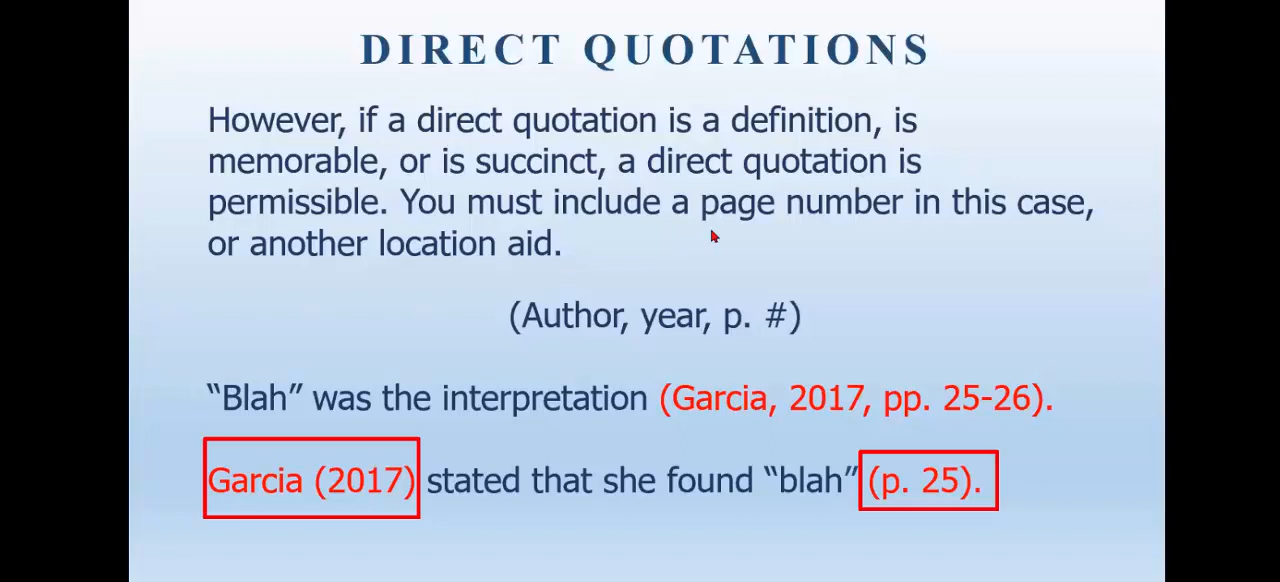 DIRECT QUOTATIONS
However, if a direct quotation is a definition, is
memorable, or is succinct, a direct quotation is
permissible. You must include a page number in this case,
or another location aid.
(Author, year, p. #)
“Blah” was the interpretation (Garcia, 2017, pp. 25-26).
Garcia (2017) stated that she found “blah” (p. 25).